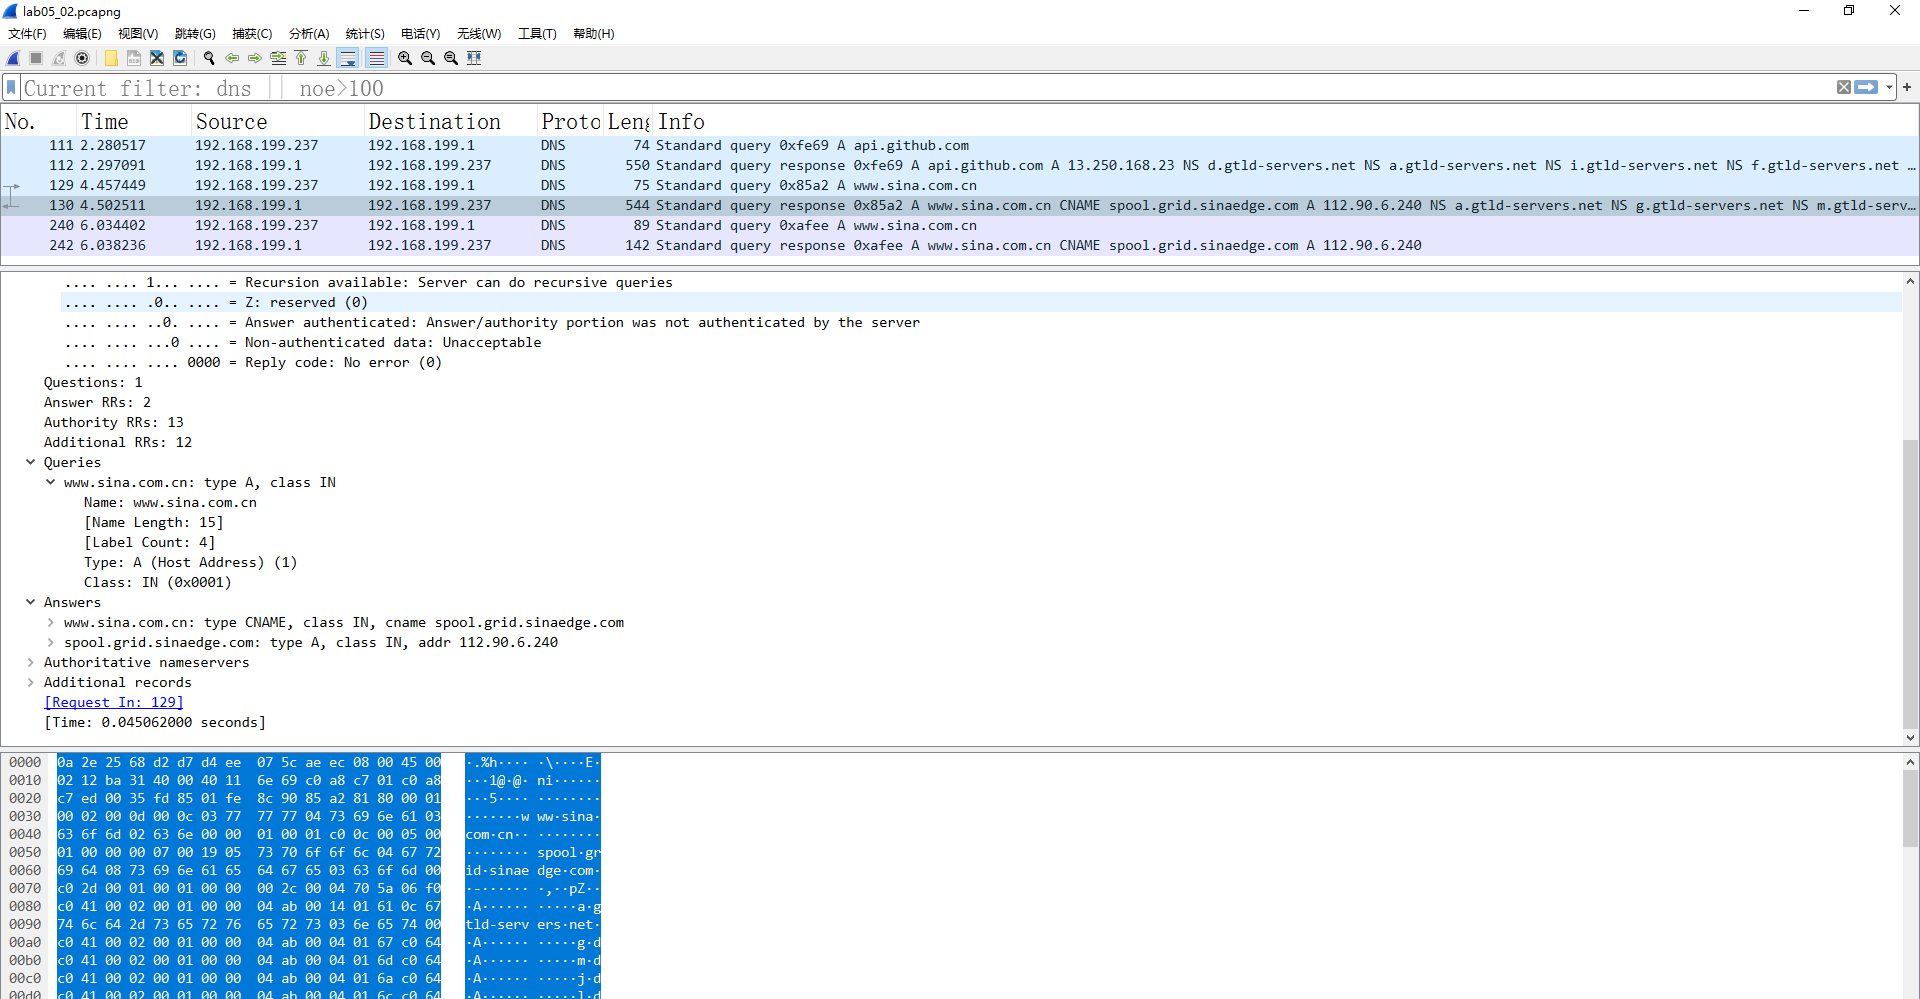 lab05_02.pcapng
文件(F) 编辑(E) 视图(V) 跳转(G) 捕获(C) 分析(A) 统计(S) 电话(Y) 无线(W) 工具(T) 帮助(H)
Current filter: dns || noe>100
No. Time Source Destination Proto Leng Info
111 2.280517 192.168.199.237 192.168.199.1 DNS 74 Standard query 0xfe69 A api.github.com
112 2.297091 192.168.199.1 192.168.199.237 DNS 550 Standard query response 0xfe69 A api.github.com A 13.250.168.23 NS d.gtld-servers.net NS a.gtld-servers.net NS i.gtld-servers.net NS f.gtld-servers.net …
129 4.457449 192.168.199.237 192.168.199.1 DNS 75 Standard query 0x85a2 A www.sina.com.cn
130 4.502511 192.168.199.1 192.168.199.237 DNS 544 Standard query response 0x85a2 A www.sina.com.cn CNAME spool.grid.sinaedge.com A 112.90.6.240 NS a.gtld-servers.net NS g.gtld-servers.net NS m.gtld-serv…
240 6.034402 192.168.199.237 192.168.199.1 DNS 89 Standard query 0xafee A www.sina.com.cn
242 6.038236 192.168.199.1 192.168.199.237 DNS 142 Standard query response 0xafee A www.sina.com.cn CNAME spool.grid.sinaedge.com A 112.90.6.240
.... .... 1... .... = Recursion available: Server can do recursive queries
.... .... .0.. .... = Z: reserved (0)
.... .... ..0. .... = Answer authenticated: Answer/authority portion was not authenticated by the server
.... .... ...0 .... = Non-authenticated data: Unacceptable
.... .... .... 0000 = Reply code: No error (0)
Questions: 1
Answer RRs: 2
Authority RRs: 13
Additional RRs: 12
Queries
www.sina.com.cn: type A, class IN
Name: www.sina.com.cn
[Name Length: 15]
[Label Count: 4]
Type: A (Host Address) (1)
Class: IN (0x0001)
Answers
www.sina.com.cn: type CNAME, class IN, cname spool.grid.sinaedge.com
spool.grid.sinaedge.com: type A, class IN, addr 112.90.6.240
Authoritative nameservers
Additional records
[Request In: 129]
[Time: 0.045062000 seconds]
0000 0a 2e 25 68 d2 d7 d4 ee 07 5c ae ec 08 00 45 00 ·.%h···· ·\····E·
0010 02 12 ba 31 40 00 40 11 6e 69 c0 a8 c7 01 c0 a8 ···1@·@· ni······
0020 c7 ed 00 35 fd 85 01 fe 8c 90 85 a2 81 80 00 01 ···5···· ········
0030 00 02 00 0d 00 0c 03 77 77 77 04 73 69 6e 61 03 ·······w ww·sina·
0040 63 6f 6d 02 63 6e 00 00 01 00 01 c0 0c 00 05 00 com·cn·· ········
0050 01 00 00 00 07 00 19 05 73 70 6f 6f 6c 04 67 72 ········ spool·gr
0060 69 64 08 73 69 6e 61 65 64 67 65 03 63 6f 6d 00 id·sinae dge·com·
0070 c0 2d 00 01 00 01 00 00 00 2c 00 04 70 5a 06 f0 ·-······ ·,··pZ··
0080 c0 41 00 02 00 01 00 00 04 ab 00 14 01 61 0c 67 ·A······ ·····a·g
0090 74 6c 64 2d 73 65 72 76 65 72 73 03 6e 65 74 00 tld-serv ers·net·
00a0 c0 41 00 02 00 01 00 00 04 ab 00 04 01 67 c0 64 ·A······ ·····g·d
00b0 c0 41 00 02 00 01 00 00 04 ab 00 04 01 6d c0 64 ·A······ ·····m·d
00c0 c0 41 00 02 00 01 00 00 04 ab 00 04 01 6a c0 64 ·A······ ·····j·d
00d0 c0 41 00 02 00 01 00 00 04 ab 00 04 01 6c c0 64 ·A······ ·····l·d